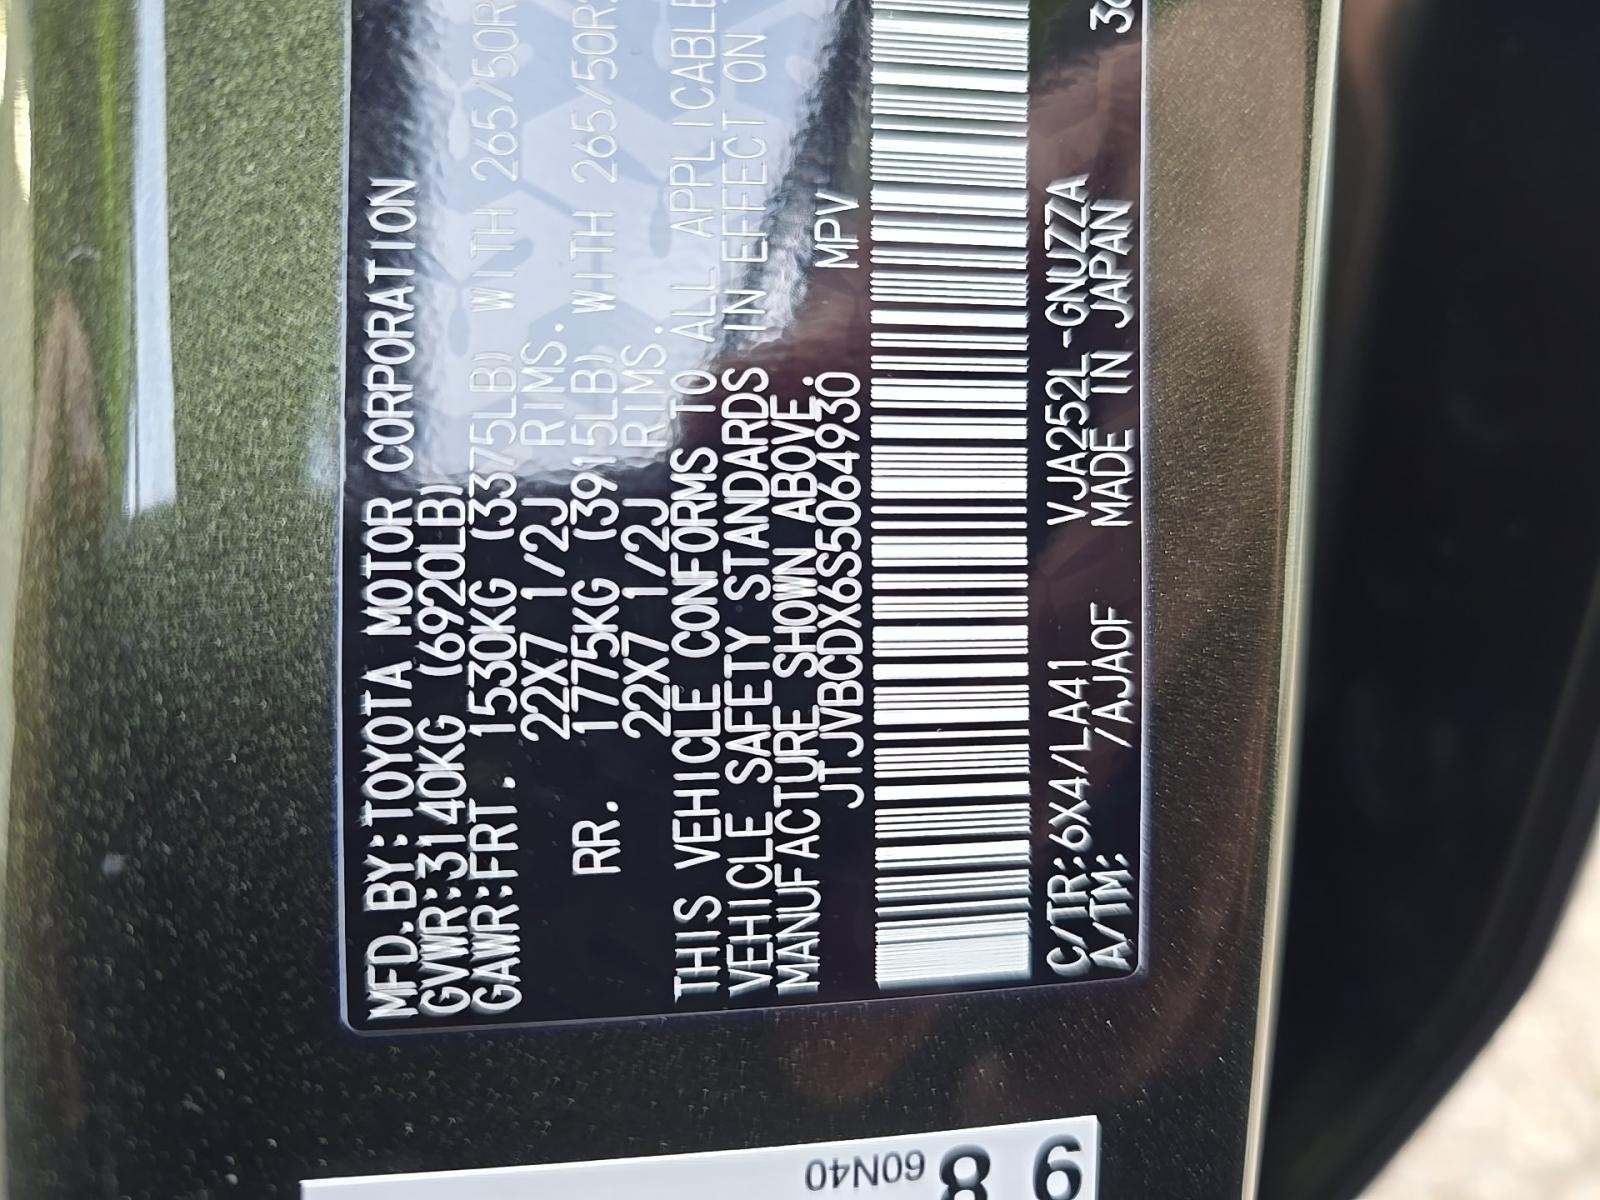 MFD.BY:TOYOTA MOTOR CORPORATION
GVWR:3140KG (6920LB)
GAWR:FRT. 1530KG (3375LB) WITH 265/50R
22X7 1/2J RIMS.
RR. 1775KG (3915LB) WITH 265/50R
22X7 1/2J RIMS.
THIS VEHICLE CONFORMS TO ALL APPLICABLE
VEHICLE SAFETY STANDARDS IN EFFECT ON
MANUFACTURE SHOWN ABOVE.
JTJVBCDX6S5064930 MPV
C/TR:6X4/LA41 VJA252L-GNUZZA
A/TM: /AJA0F MADE IN JAPAN
60N40
8
9